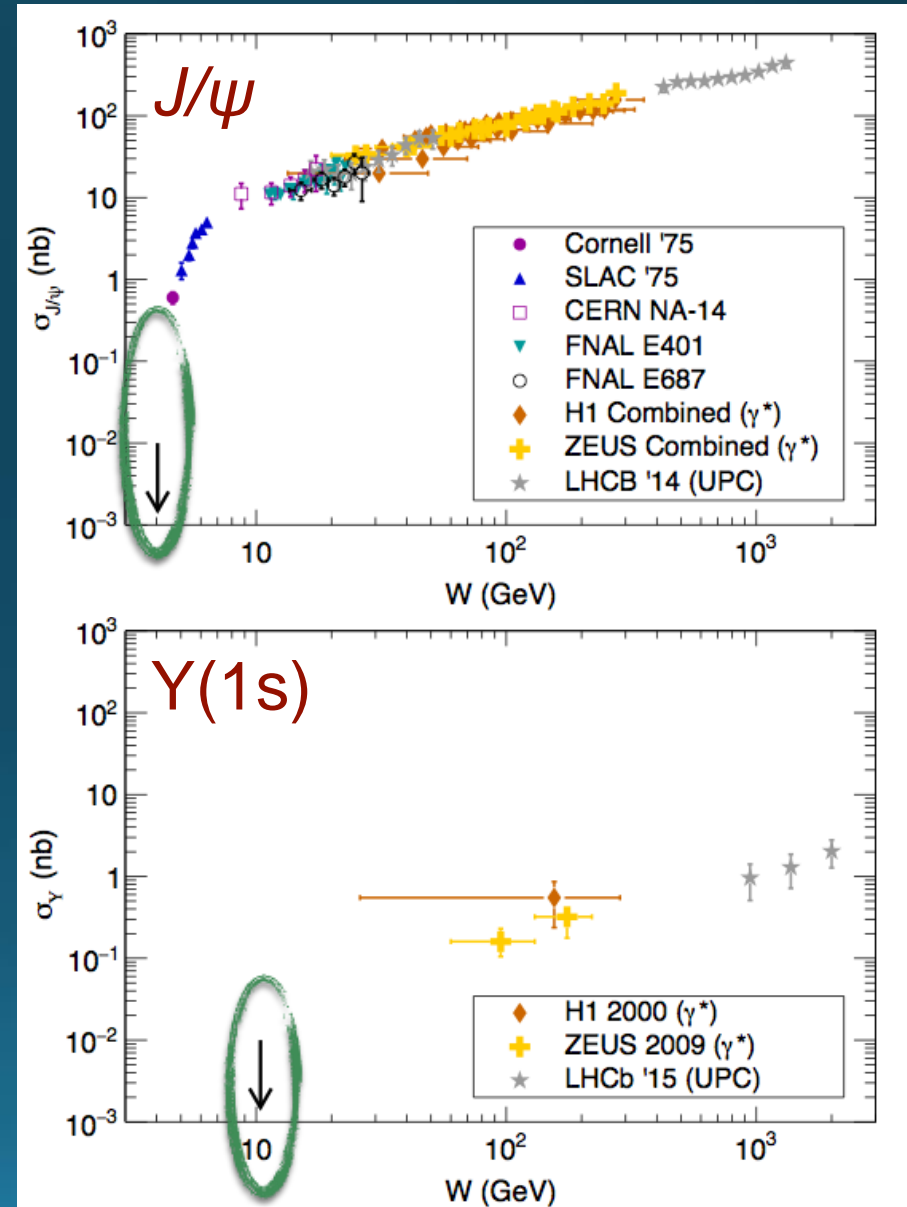 10³
10²
10
1
10⁻¹
10⁻²
10⁻³
σ_J/ψ (nb)
J/ψ
Cornell '75
SLAC '75
CERN NA-14
FNAL E401
FNAL E687
H1 Combined (γ*)
ZEUS Combined (γ*)
LHCB '14 (UPC)
10 10² 10³
W (GeV)
10³
10²
10
1
10⁻¹
10⁻²
10⁻³
σ_Y (nb)
Y(1s)
H1 2000 (γ*)
ZEUS 2009 (γ*)
LHCb '15 (UPC)
10 10² 10³
W (GeV)